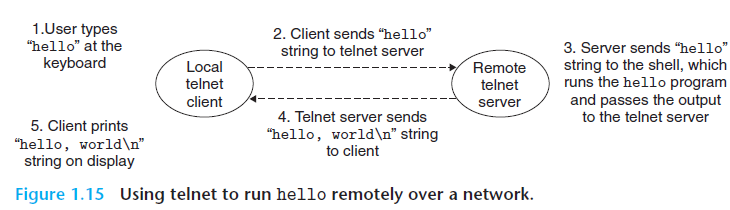 1.User types
“hello” at the
keyboard
2. Client sends “hello”
string to telnet server
3. Server sends “hello”
string to the shell, which
runs the hello program
and passes the output
to the telnet server
Local
telnet
client
Remote
telnet
server
4. Telnet server sends
“hello, world\n” string
to client
5. Client prints
“hello, world\n”
string on display
Figure 1.15 Using telnet to run hello remotely over a network.